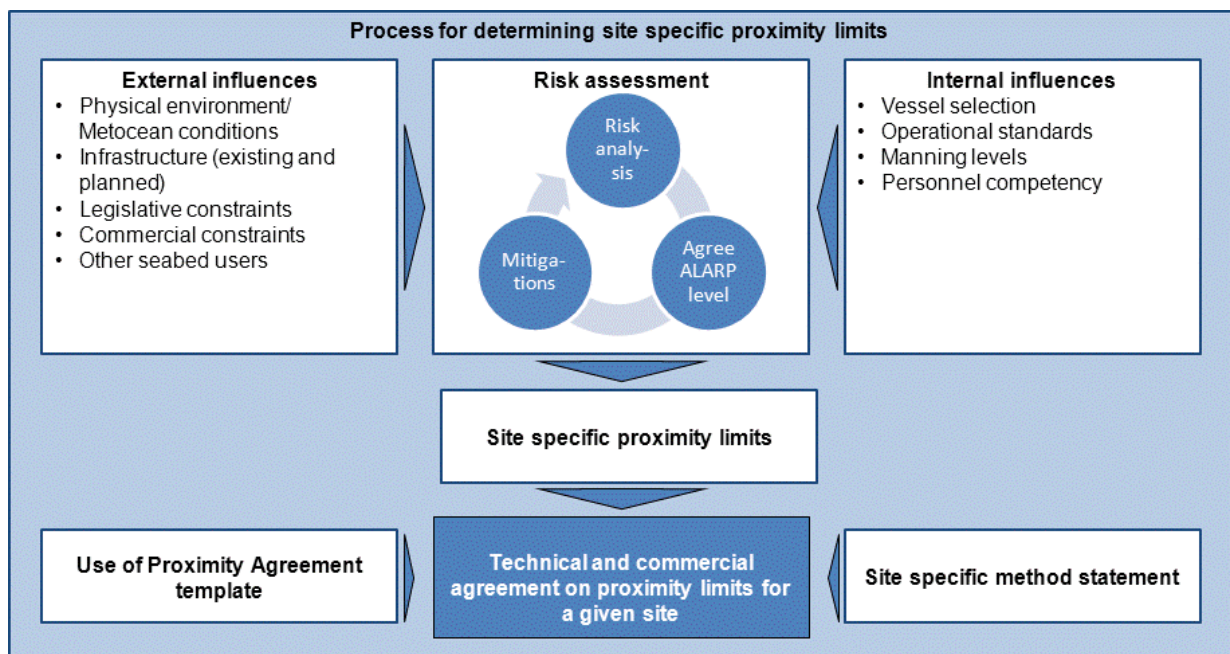 Process for determining site specific proximity limits
External influences
• Physical environment/
Metocean conditions
• Infrastructure (existing and
planned)
• Legislative constraints
• Commercial constraints
• Other seabed users
Risk assessment
Risk
analy-
sis
Mitiga-
tions
Agree
ALARP
level
Internal influences
• Vessel selection
• Operational standards
• Manning levels
• Personnel competency
Site specific proximity limits
Use of Proximity Agreement
template
Technical and commercial
agreement on proximity limits for
a given site
Site specific method statement